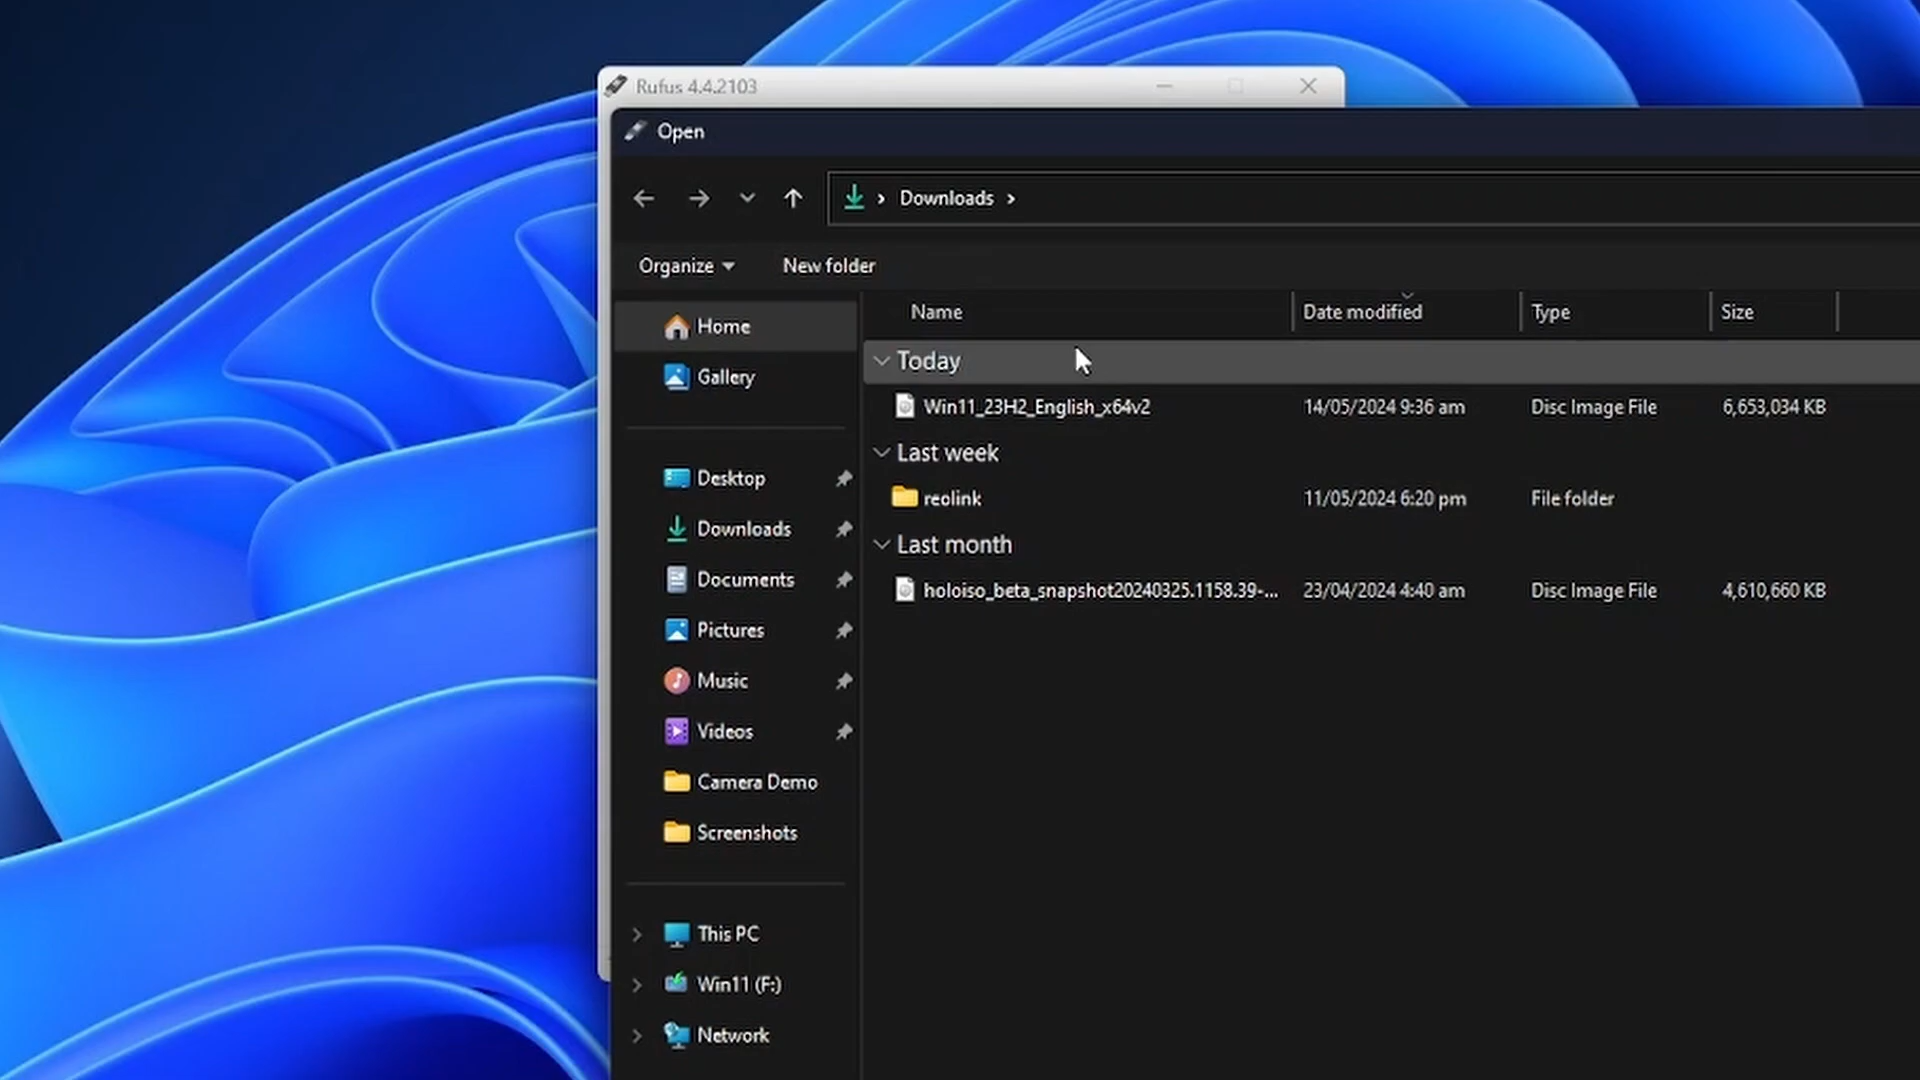 Rufus 4.4.2103
Open
Downloads
Organize
New folder
Name
Date modified
Type
Size
Home
Gallery
Desktop
Downloads
Documents
Pictures
Music
Videos
Camera Demo
Screenshots
This PC
Win11 (F:)
Network
Today
Win11_23H2_English_x64v2 14/05/2024 9:36 am Disc Image File 6,653,034 KB
Last week
reolink 11/05/2024 6:20 pm File folder
Last month
holoiso_beta_snapshot20240325.1158.39-... 23/04/2024 4:40 am Disc Image File 4,610,660 KB